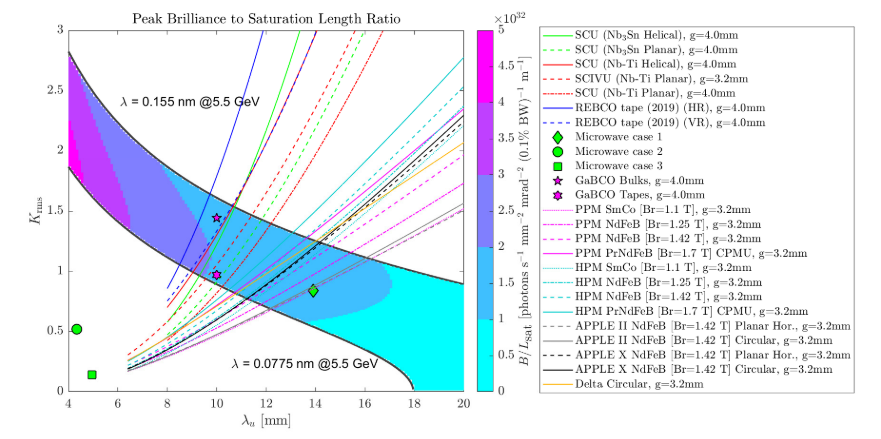 Peak Brilliance to Saturation Length Ratio
×10³²
3
2.5
2
1.5
1
0.5
0
K_rms
λ = 0.155 nm @5.5 GeV
λ = 0.0775 nm @5.5 GeV
4 6 8 10 12 14 16 18 20
λ_u [mm]
5
4.5
4
3.5
3
2.5
2
1.5
1
0.5
0
B/L_sat [photons s⁻¹ mm⁻² mrad⁻² (0.1% BW)⁻¹ m⁻¹]
SCU (Nb₃Sn Helical), g=4.0mm
SCU (Nb₃Sn Planar), g=4.0mm
SCU (Nb-Ti Helical), g=4.0mm
SCIVU (Nb-Ti Planar), g=3.2mm
SCU (Nb-Ti Planar), g=4.0mm
REBCO tape (2019) (HR), g=4.0mm
REBCO tape (2019) (VR), g=4.0mm
Microwave case 1
Microwave case 2
Microwave case 3
GaBCO Bulks, g=4.0mm
GaBCO Tapes, g=4.0mm
PPM SmCo [Br=1.1 T], g=3.2mm
PPM NdFeB [Br=1.25 T], g=3.2mm
PPM NdFeB [Br=1.42 T], g=3.2mm
PPM PrNdFeB [Br=1.7 T] CPMU, g=3.2mm
HPM SmCo [Br=1.1 T], g=3.2mm
HPM NdFeB [Br=1.25 T], g=3.2mm
HPM NdFeB [Br=1.42 T], g=3.2mm
HPM PrNdFeB [Br=1.7 T] CPMU, g=3.2mm
APPLE II NdFeB [Br=1.42 T] Planar Hor., g=3.2mm
APPLE II NdFeB [Br=1.42 T] Circular, g=3.2mm
APPLE X NdFeB [Br=1.42 T] Planar Hor., g=3.2mm
APPLE X NdFeB [Br=1.42 T] Circular, g=3.2mm
Delta Circular, g=3.2mm